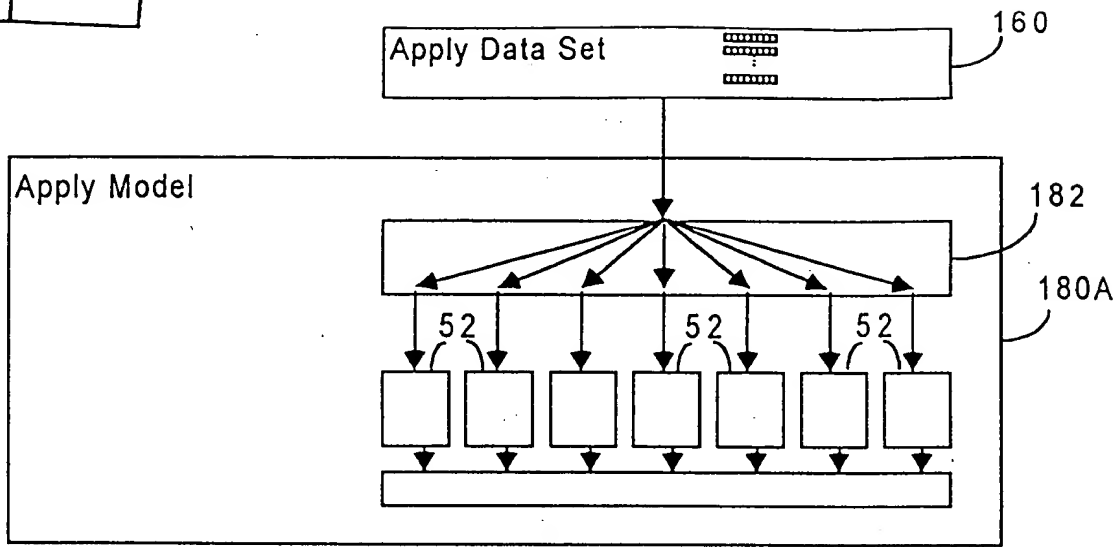 160
Apply Data Set
Apply Model
182
180A
52 52 52